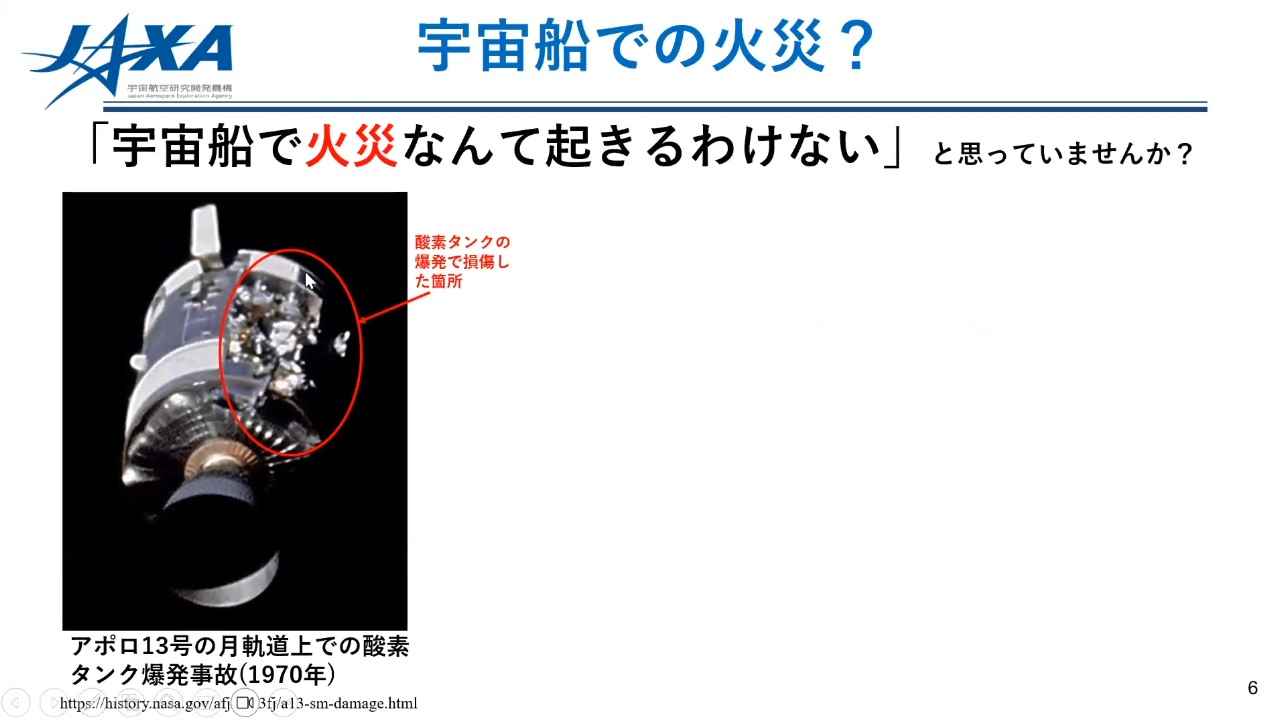 JAXA
宇宙航空研究開発機構
Japan Aerospace Exploration Agency
宇宙船での火災？
「宇宙船で火災なんて起きるわけない」と思っていませんか？
酸素タンクの
爆発で損傷し
た箇所
アポロ13号の月軌道上での酸素
タンク爆発事故(1970年)
https://history.nasa.gov/afj 3fj/a13-sm-damage.html
6